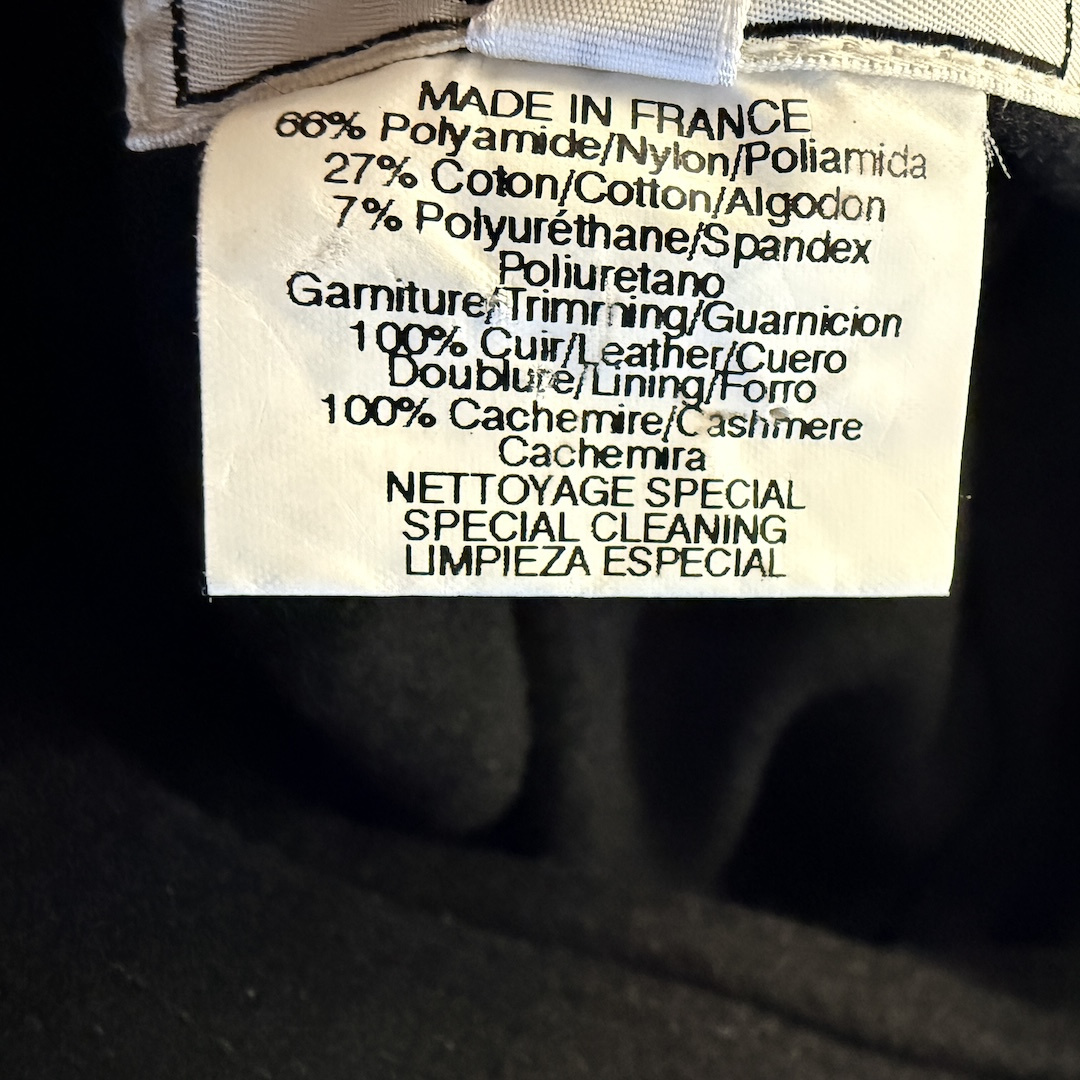 MADE IN FRANCE
66% Polyamide/Nylon/Poliamida
27% Coton/Cotton/Algodon
7% Polyuréthane/Spandex
Poliuretano
Garniture/Trimming/Guarnicion
100% Cuir/Leather/Cuero
Doublure/Lining/Forro
100% Cachemire/Cashmere
Cachemira
NETTOYAGE SPECIAL
SPECIAL CLEANING
LIMPIEZA ESPECIAL